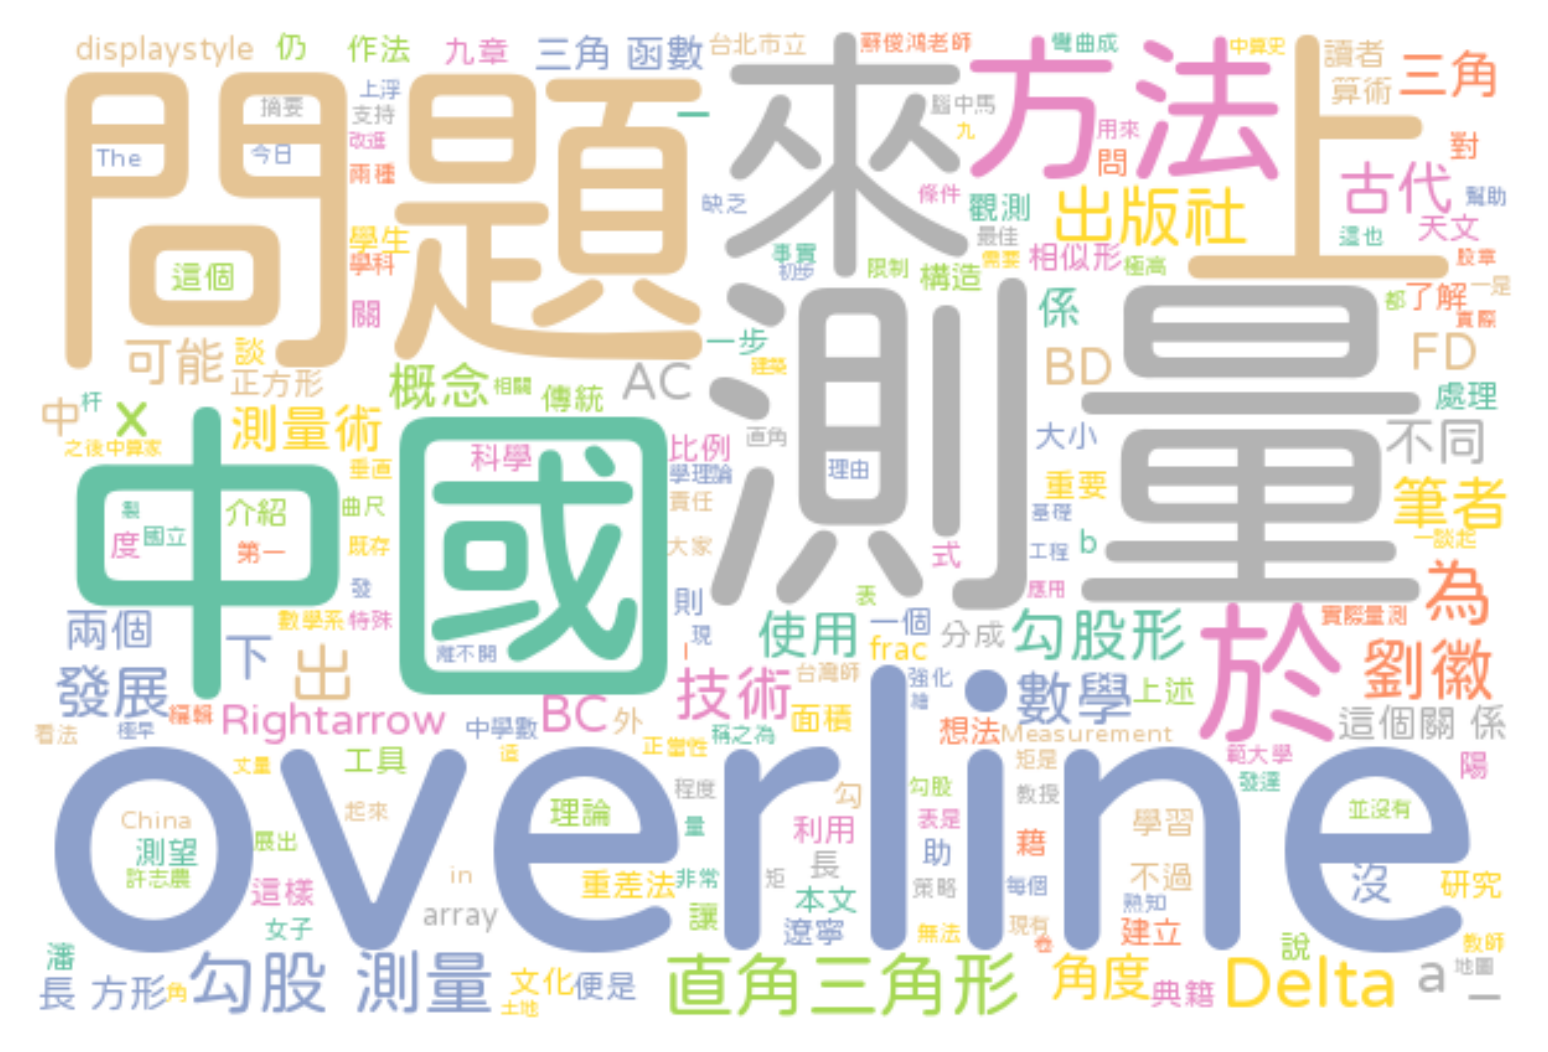 displaystyle 仍 作法 九章 三角 函數 台北市立 蘇俊鴻老師 彎曲成 中算史 讀者
問題 來 方法 上 三角
摘要 上浮 支持 腦中馬 算術
The 今日 改進 一 九 用來 對
兩種 問 古代
缺乏 條件 觀測 出版社 幫助
學生 最佳 這也 天文
這個 學科 事實 初步 限制 構造 需要 相似形 極高 股章
關 測量 係 都 了解 一是 實際
可能 談 正方形 一步 建築 BD FD
概念 相關 傳統 AC 處理
中 杆 x 測量術 直角 大小 不同
之後中算家 中國 科學 比例 理由
垂直 學理論 重要 筆者
製 介紹 曲尺 責任 基礎
度 國立 第一 既存 大家 式 工程 b 一談起
發 則 表 應用 為
兩個 下 數學系 特殊 現 使用 一個 分成 勾股形 於 實際量測
出 離不開 l frac 劉徽
發展 技術 台灣師 強化 繪 數學 上述
看法 極早 編輯 Rightarrow 中學數 BC 外 面積 想法 Measurement 這個關 係
正當性 稱之為
overline
丈量 工具 遠 矩是 範大學 陽
China 起來 理論 程度 勾 勾股 教授 發達 並沒有
測望 展出 量 利用 表是 藉 學習
許志農 這樣 in 重差法 非常 矩 長 助 策略 每個 不過 沒 研究
女子 array 讓 本文 遼寧 無法 現有 卷 熟知 建立 說 教師
瀋 長 方形 角 勾股 測量 文化 土地 便是 直角三角形 角度 典籍 Delta a 地圖 一